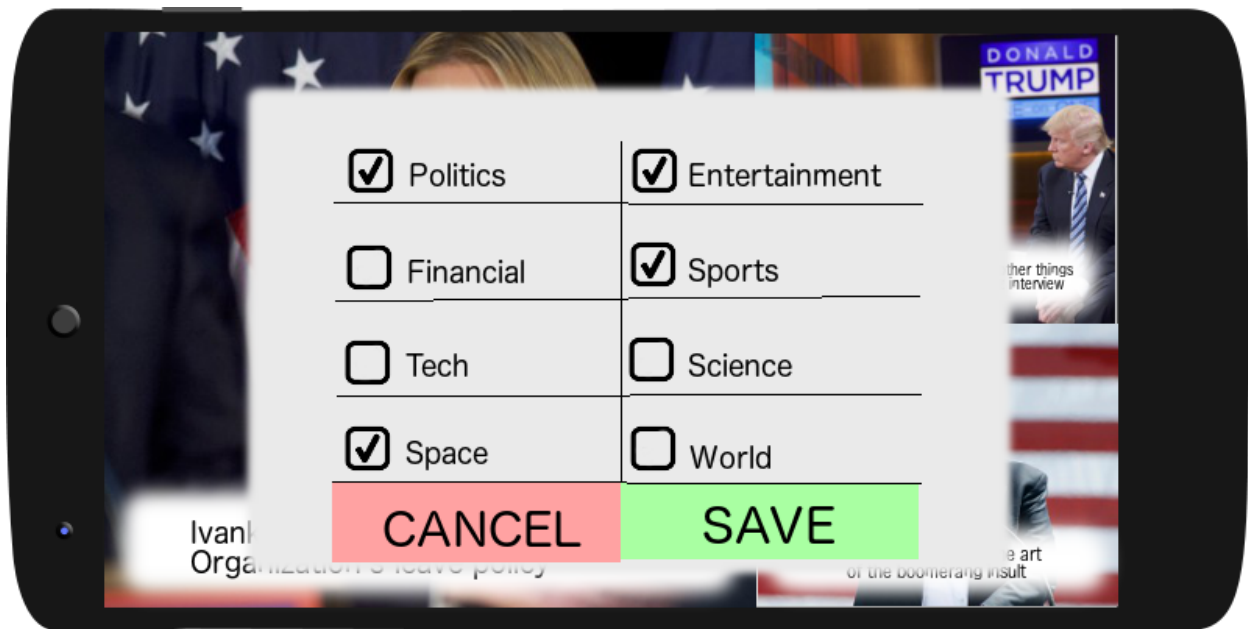 DONALD
TRUMP
Politics
Entertainment
Financial
Sports
ther things
interview
Tech
Science
Space
World
CANCEL
SAVE
Ivank
Organization's leave policy
e art
of the boomerang insult